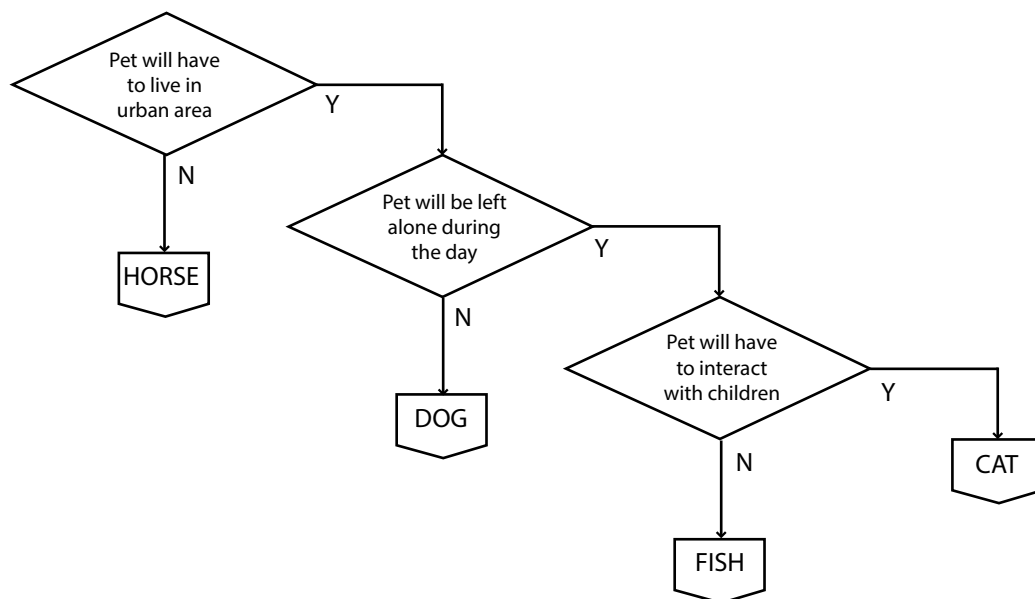 Pet will have
to live in
urban area
Y
N
HORSE
Pet will be left
alone during
the day
Y
N
DOG
Pet will have
to interact
with children
Y
N
CAT
FISH